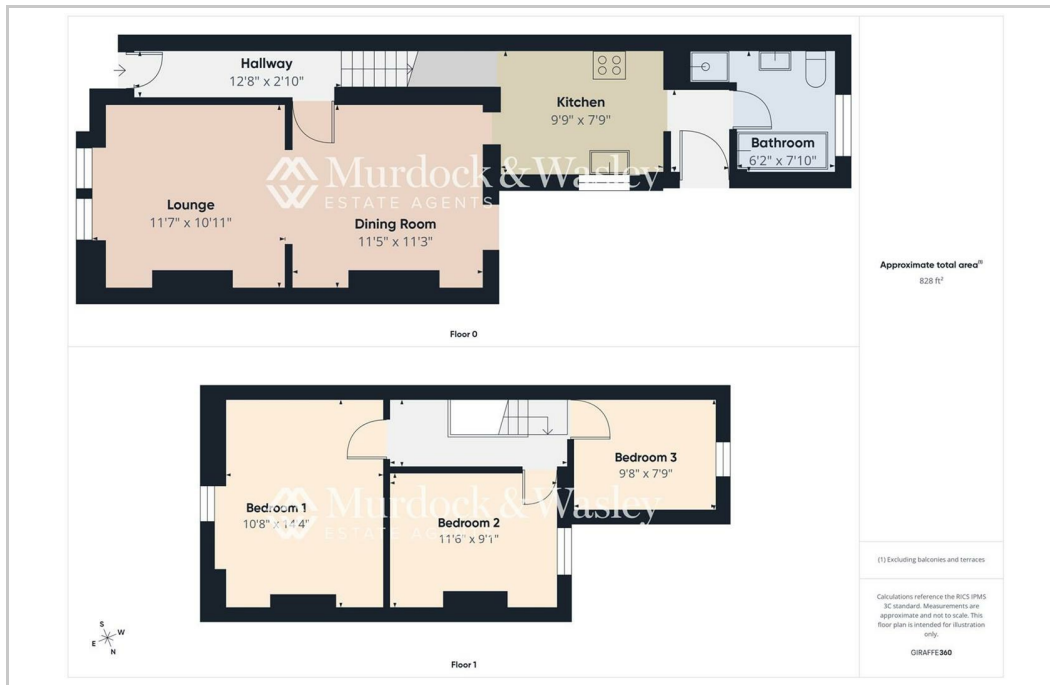 Hallway
12'8" x 2'10"
Kitchen
9'9" x 7'9"
Bathroom
6'2" x 7'10"
Murdock & Wasley
ESTATE AGENTS
Lounge
11'7" x 10'11"
Dining Room
11'5" x 11'3"
Floor 0
Approximate total area(1)
828 ft²
Bedroom 3
9'8" x 7'9"
Murdock & Wasley
ESTATE AGENTS
Bedroom 1
10'8" x 14'4"
Bedroom 2
11'6" x 9'1"
S
W
E
N
Floor 1
(1) Excluding balconies and terraces
Calculations reference the RICS IPMS
3C standard. Measurements are
approximate and not to scale. This
floor plan is intended for illustration
only.
GIRAFFE360